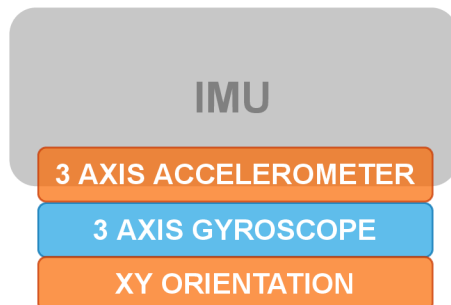 IMU
3 AXIS ACCELEROMETER
3 AXIS GYROSCOPE
XY ORIENTATION